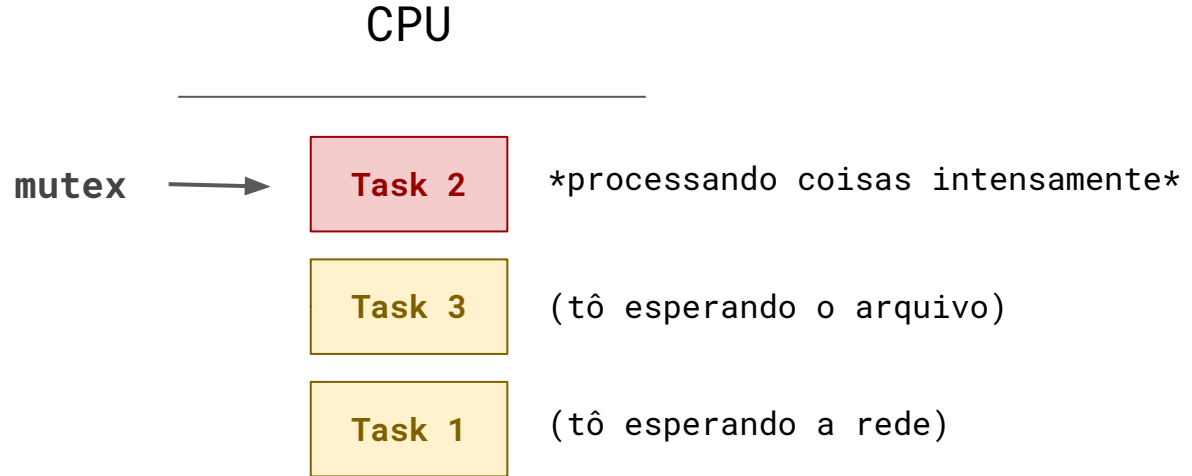 CPU
mutex
Task 2
*processando coisas intensamente*
Task 3
(tô esperando o arquivo)
Task 1
(tô esperando a rede)